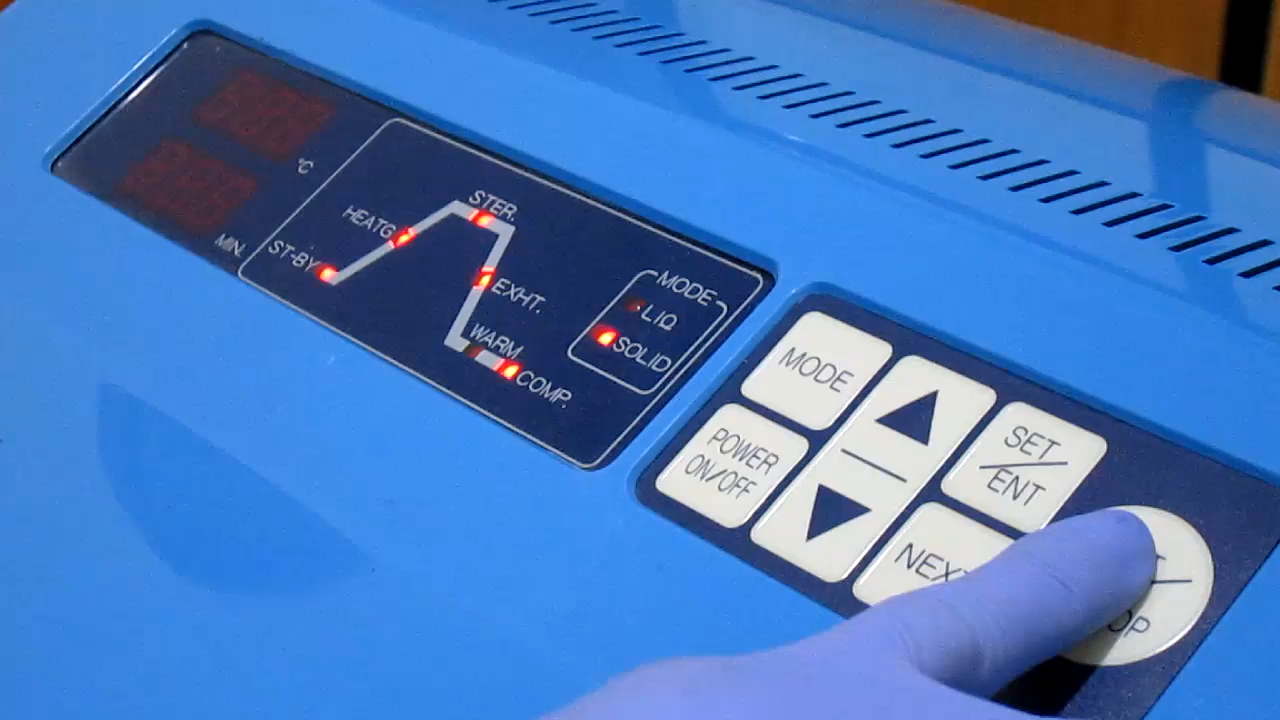 °C
MIN.
STER.
HEATG
ST-BY
EXHT.
WARM
COMP.
MODE
LIQ
SOLID
MODE
POWER
ON/OFF
SET
ENT